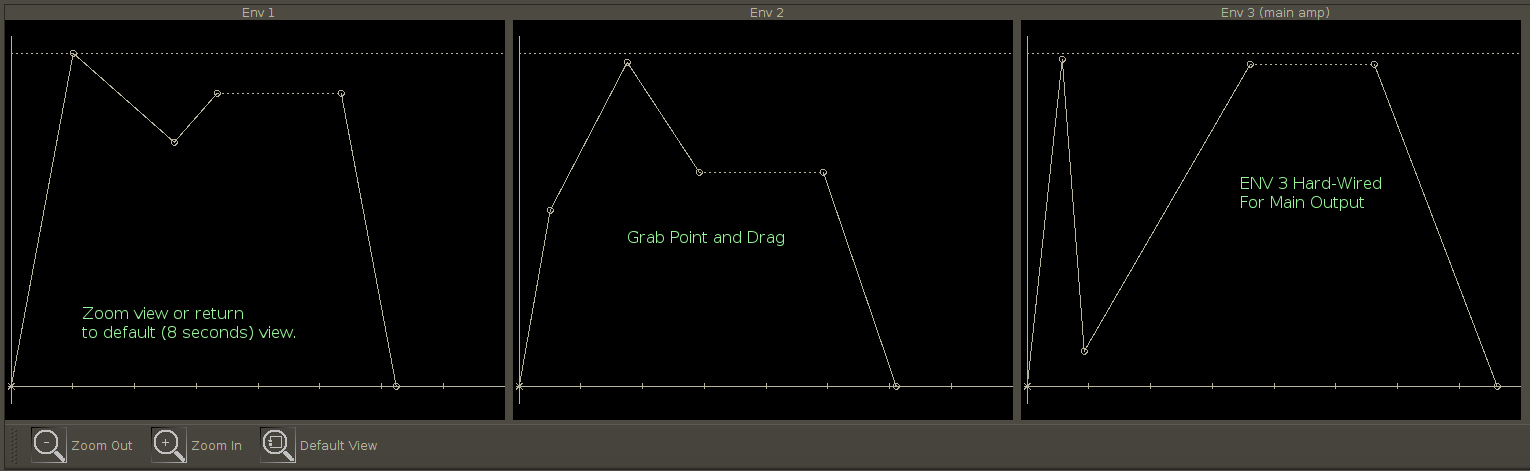 Env 1
Env 2
Env 3 (main amp)
Zoom view or return
to default (8 seconds) view.
Grab Point and Drag
ENV 3 Hard-Wired
For Main Output
Zoom Out
Zoom In
Default View